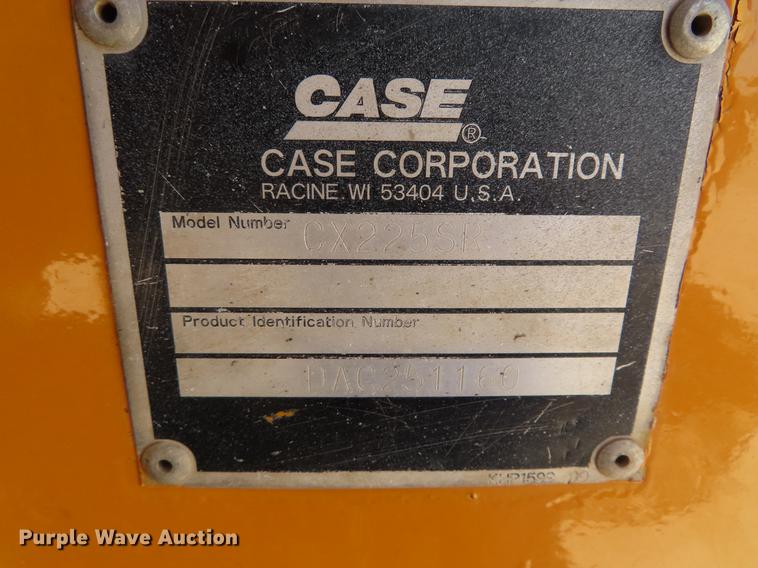 CASE ®
CASE CORPORATION
RACINE WI 53404 U.S.A.
Model Number CX225SR
Product Identification Number
DAC251160
Purple Wave Auction